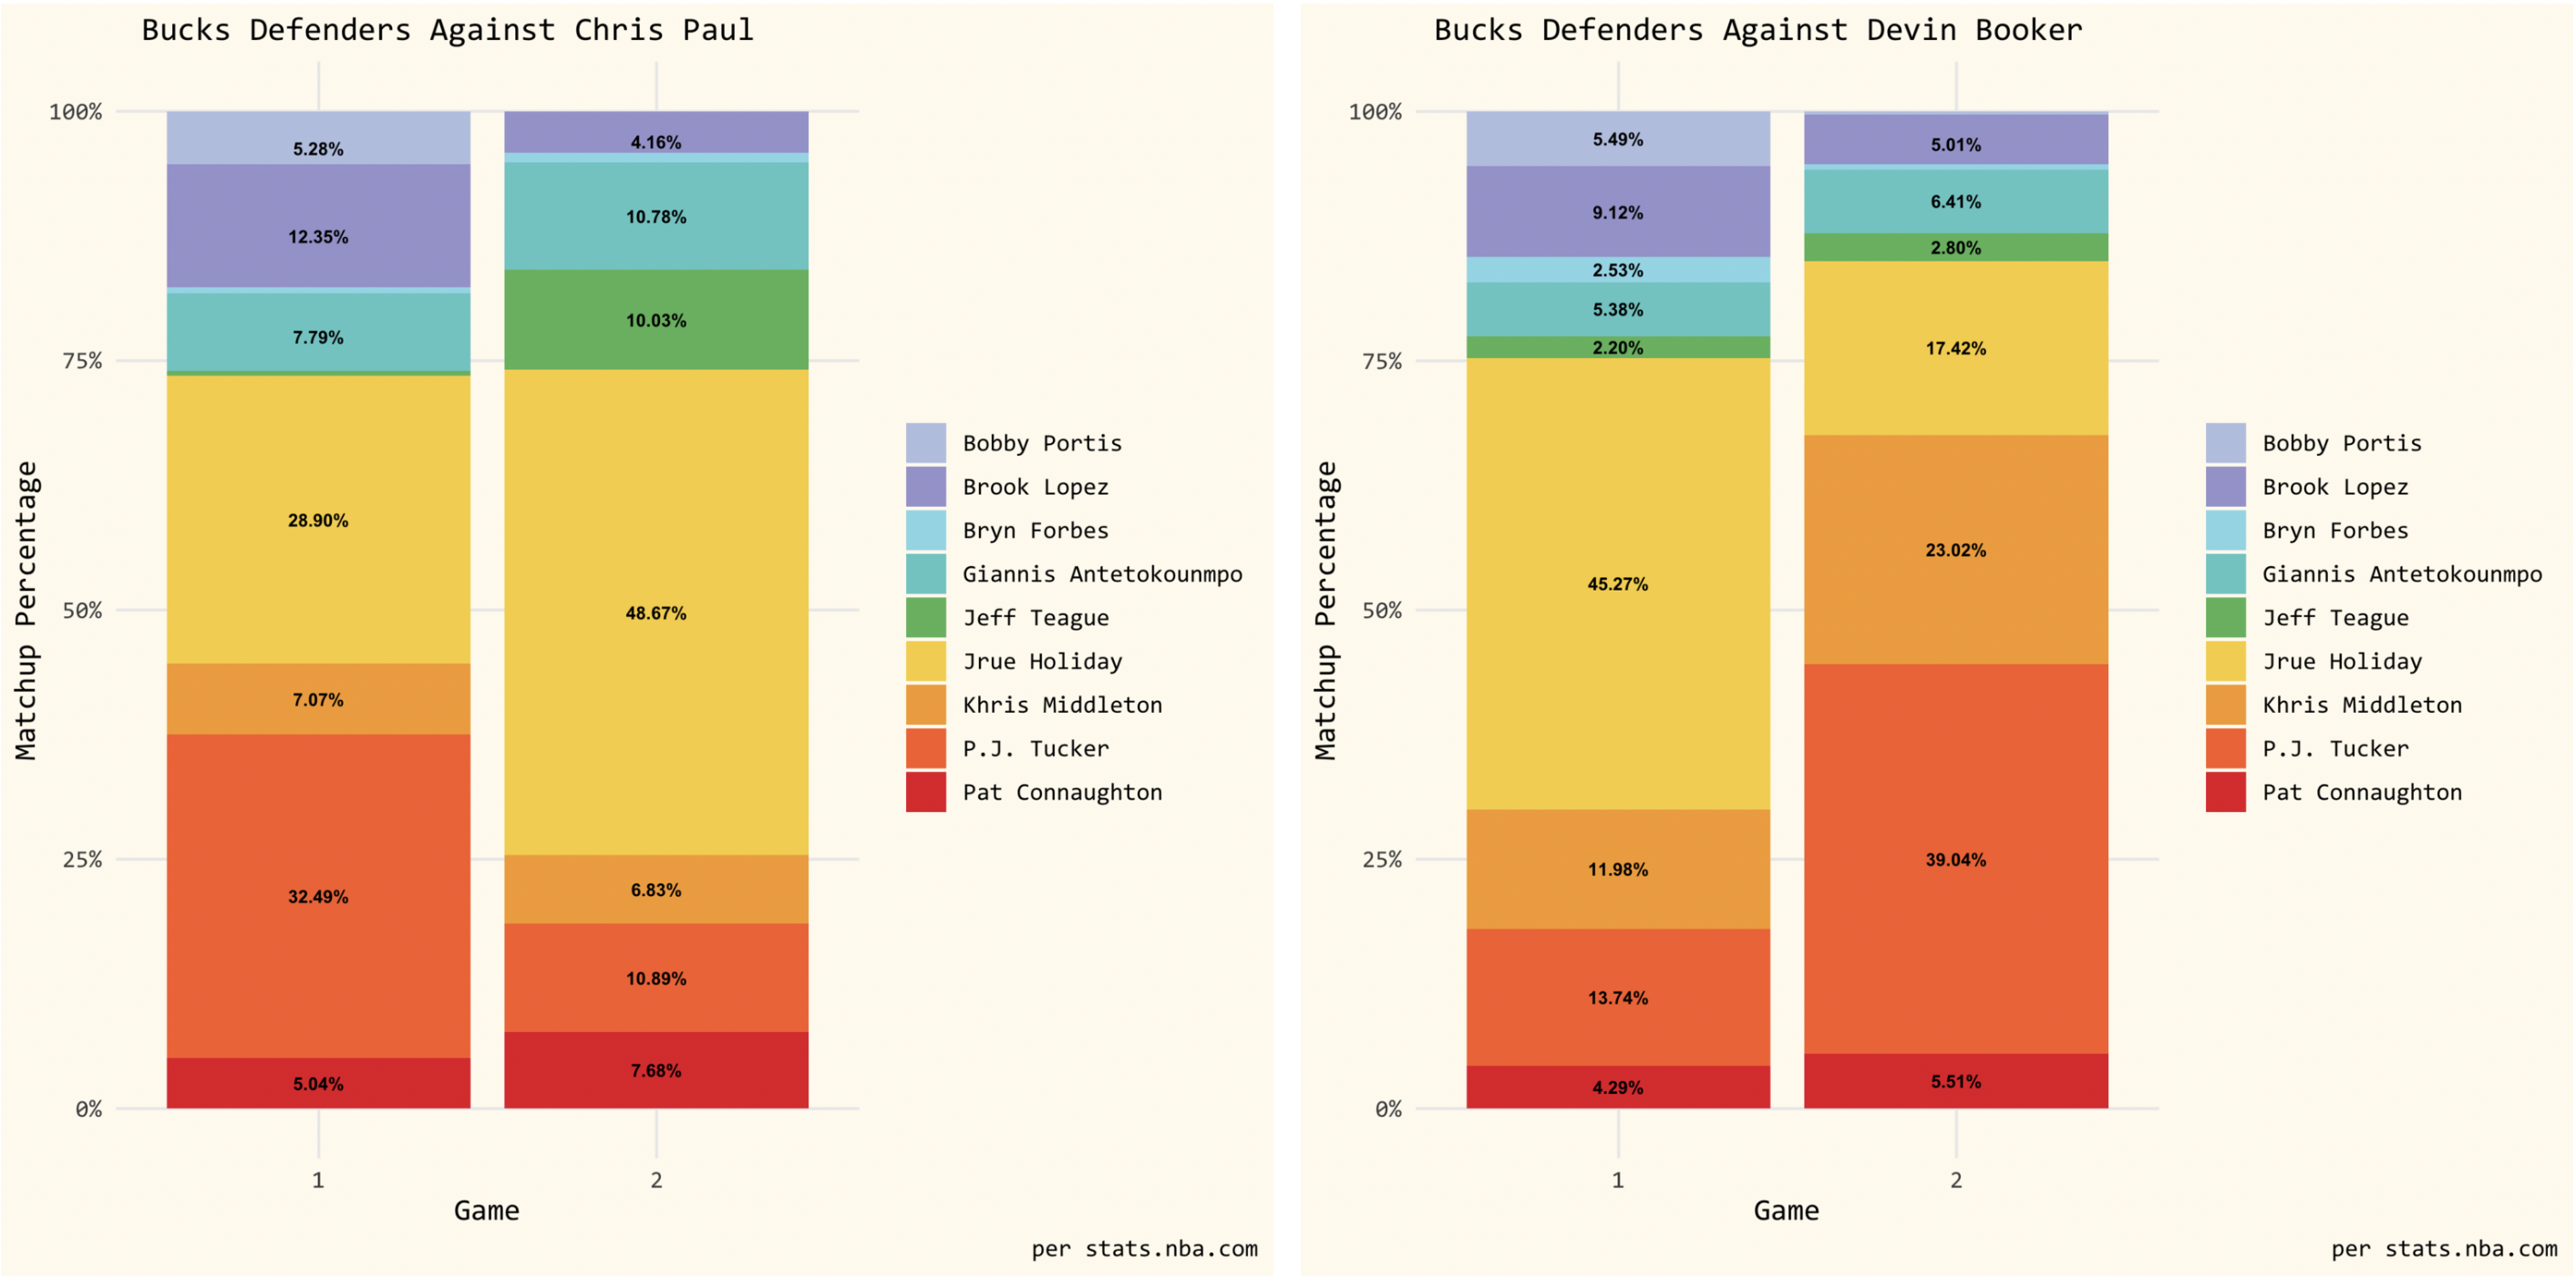 Bucks Defenders Against Chris Paul
100%
75%
50%
25%
0%
Matchup Percentage
5.28%
12.35%
7.79%
28.90%
7.07%
32.49%
5.04%
4.16%
10.78%
10.03%
48.67%
6.83%
10.89%
7.68%
1
2
Game
Bobby Portis
Brook Lopez
Bryn Forbes
Giannis Antetokounmpo
Jeff Teague
Jrue Holiday
Khris Middleton
P.J. Tucker
Pat Connaughton
per stats.nba.com
Bucks Defenders Against Devin Booker
100%
75%
50%
25%
0%
Matchup Percentage
5.49%
9.12%
2.53%
5.38%
2.20%
45.27%
11.98%
13.74%
4.29%
5.01%
6.41%
2.80%
17.42%
23.02%
39.04%
5.51%
1
2
Game
Bobby Portis
Brook Lopez
Bryn Forbes
Giannis Antetokounmpo
Jeff Teague
Jrue Holiday
Khris Middleton
P.J. Tucker
Pat Connaughton
per stats.nba.com